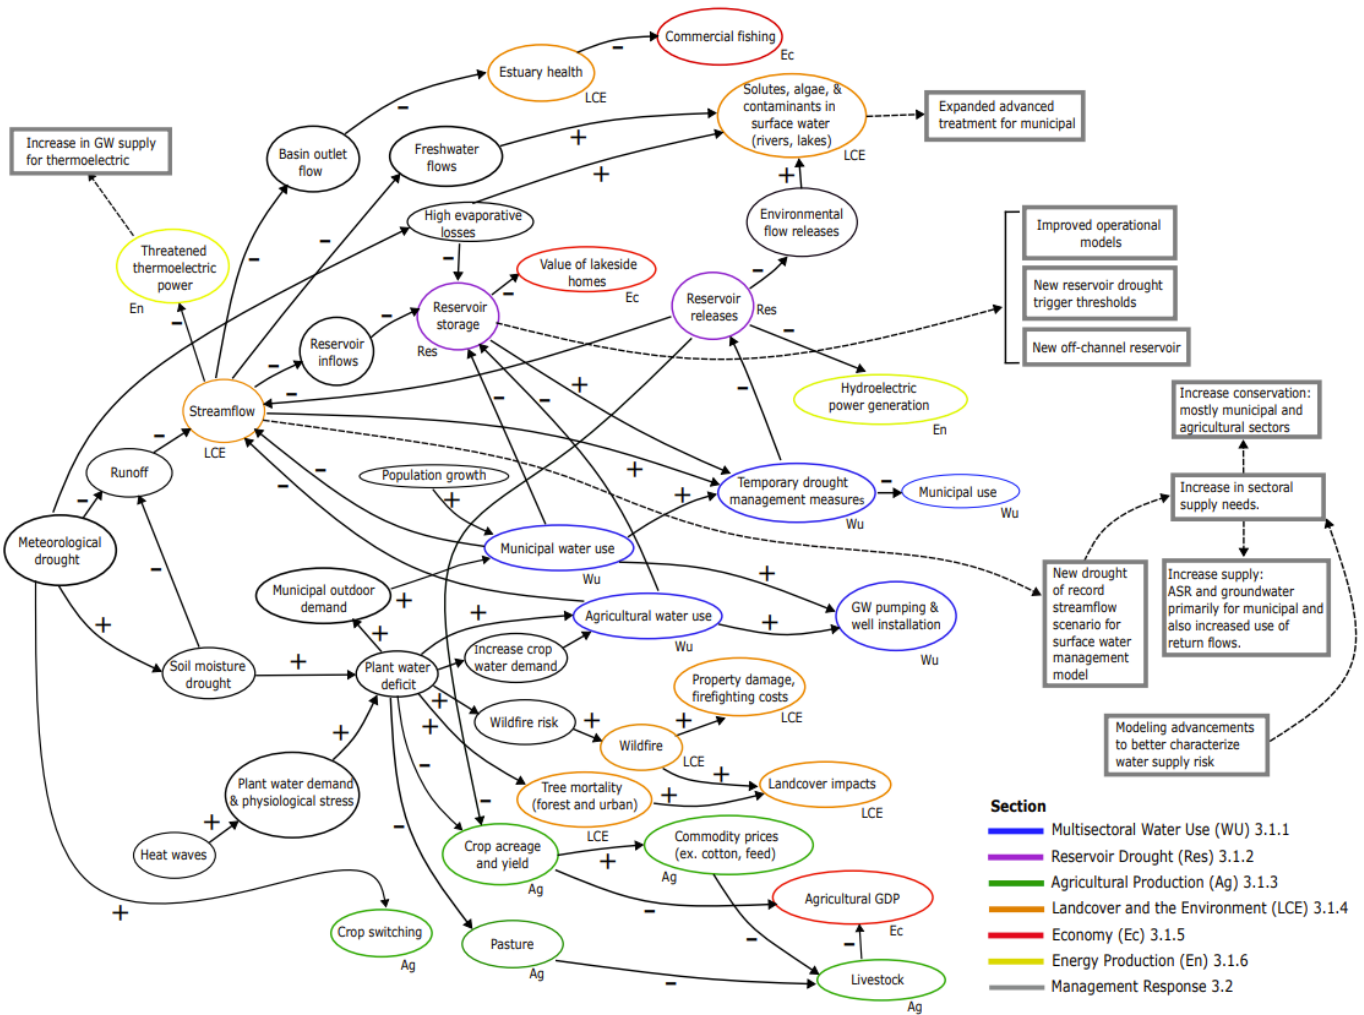 Commercial fishing
Ec
Estuary health
LCE
Solutes, algae, &
contaminants in
surface water
(rivers, lakes)
LCE
Expanded advanced
treatment for municipal
Increase in GW supply
for thermoelectric
Basin outlet
flow
Freshwater
flows
High evaporative
losses
Environmental
flow releases
Improved operational
models
New reservoir drought
trigger thresholds
New off-channel reservoir
Threatened
thermoelectric
power
En
Value of lakeside
homes
Ec
Reservoir
storage
Res
Reservoir
releases
Res
Reservoir
inflows
Hydroelectric
power generation
En
Streamflow
LCE
Increase conservation:
mostly municipal and
agricultural sectors
Runoff
Population growth
Temporary drought
management measures
Wu
Municipal use
Wu
Increase in sectoral
supply needs.
Meteorological
drought
Municipal water use
Wu
Municipal outdoor
demand
Agricultural water use
Wu
GW pumping &
well installation
Wu
New drought
of record
streamflow
scenario for
surface water
management
model
Increase supply:
ASR and groundwater
primarily for municipal and
also increased use of
return flows.
Soil moisture
drought
Plant water
deficit
Increase crop
water demand
Property damage,
firefighting costs
LCE
Wildfire risk
Wildfire
LCE
Modeling advancements
to better characterize
water supply risk
Plant water demand
& physiological stress
Tree mortality
(forest and urban)
LCE
Landcover impacts
LCE
Heat waves
Crop acreage
and yield
Ag
Commodity prices
(ex. cotton, feed)
Ag
Agricultural GDP
Ec
Crop switching
Ag
Pasture
Ag
Livestock
Ag
Section
Multisectoral Water Use (WU) 3.1.1
Reservoir Drought (Res) 3.1.2
Agricultural Production (Ag) 3.1.3
Landcover and the Environment (LCE) 3.1.4
Economy (Ec) 3.1.5
Energy Production (En) 3.1.6
Management Response 3.2